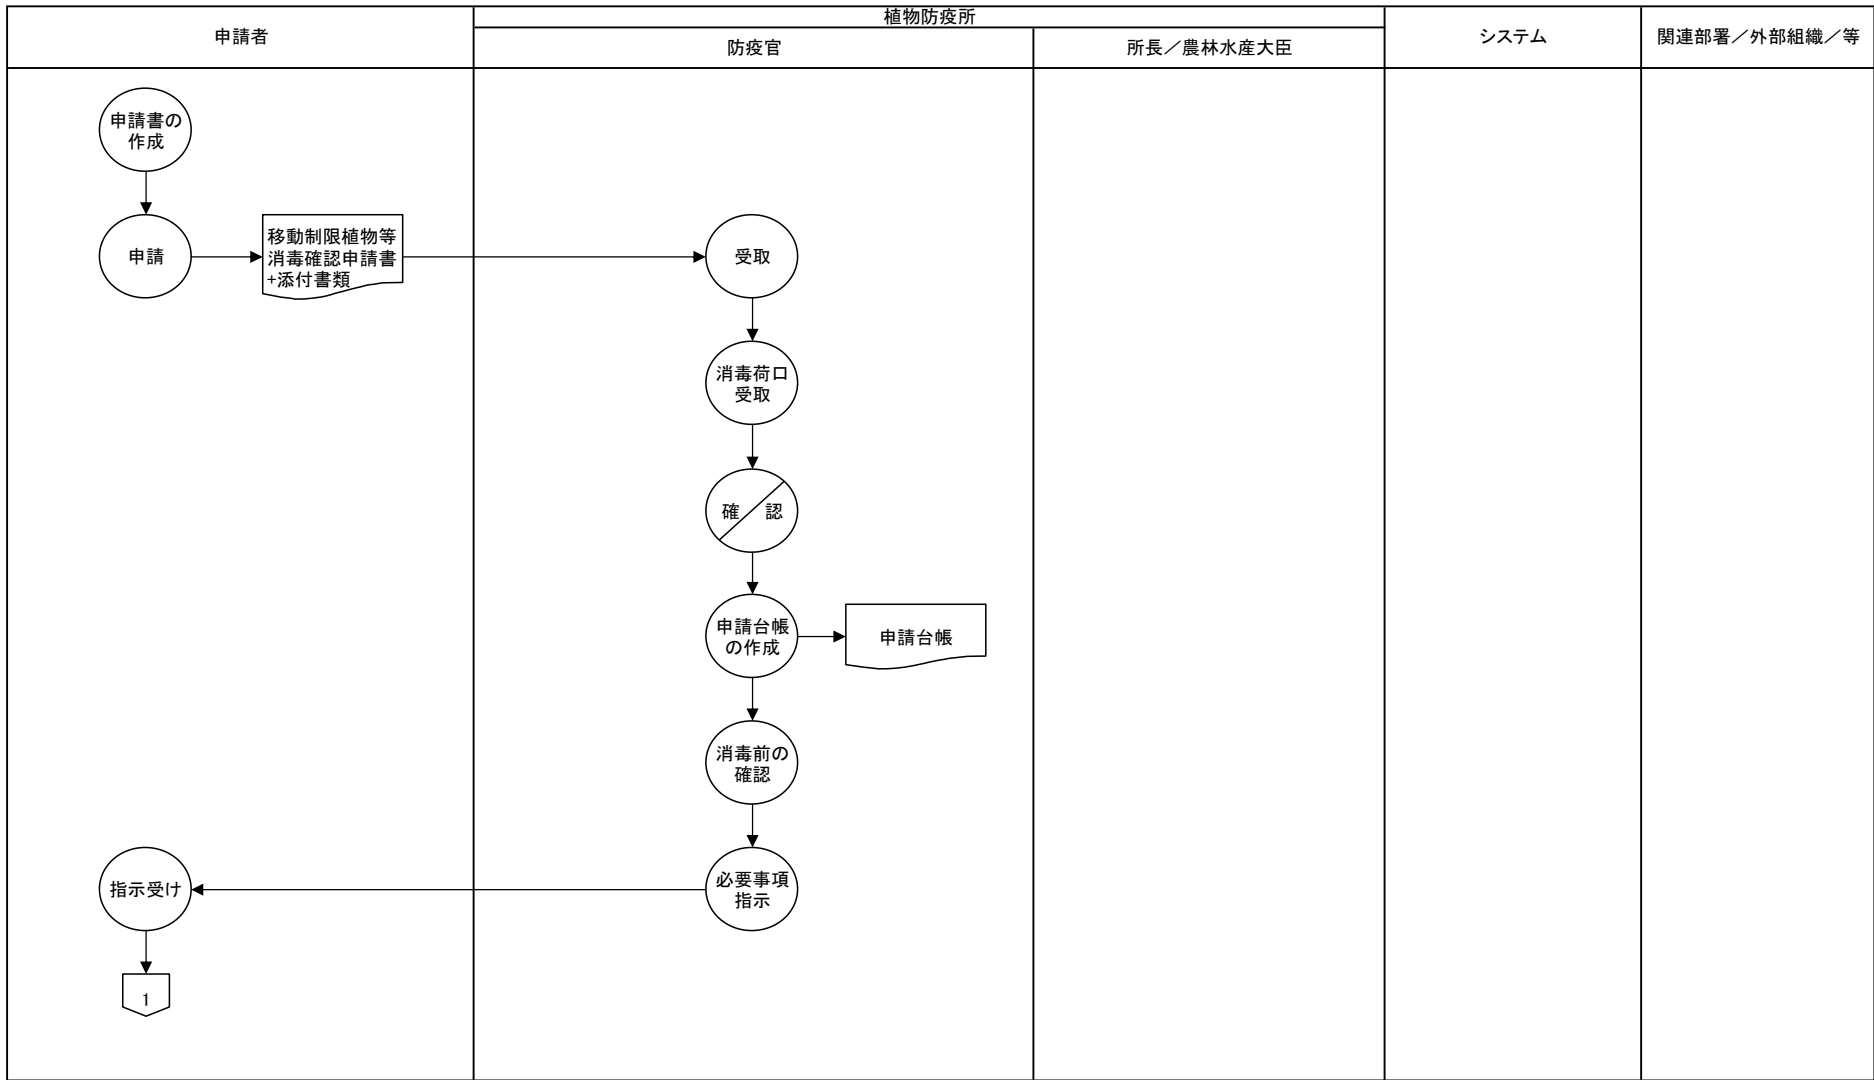 申請者
植物防疫所
防疫官
所長／農林水産大臣
システム
関連部署／外部組織／等
申請書の
作成
申請
移動制限植物等
消毒確認申請書
+添付書類
受取
消毒荷口
受取
確 認
申請台帳
の作成
申請台帳
消毒前の
確認
指示受け
必要事項
指示
1